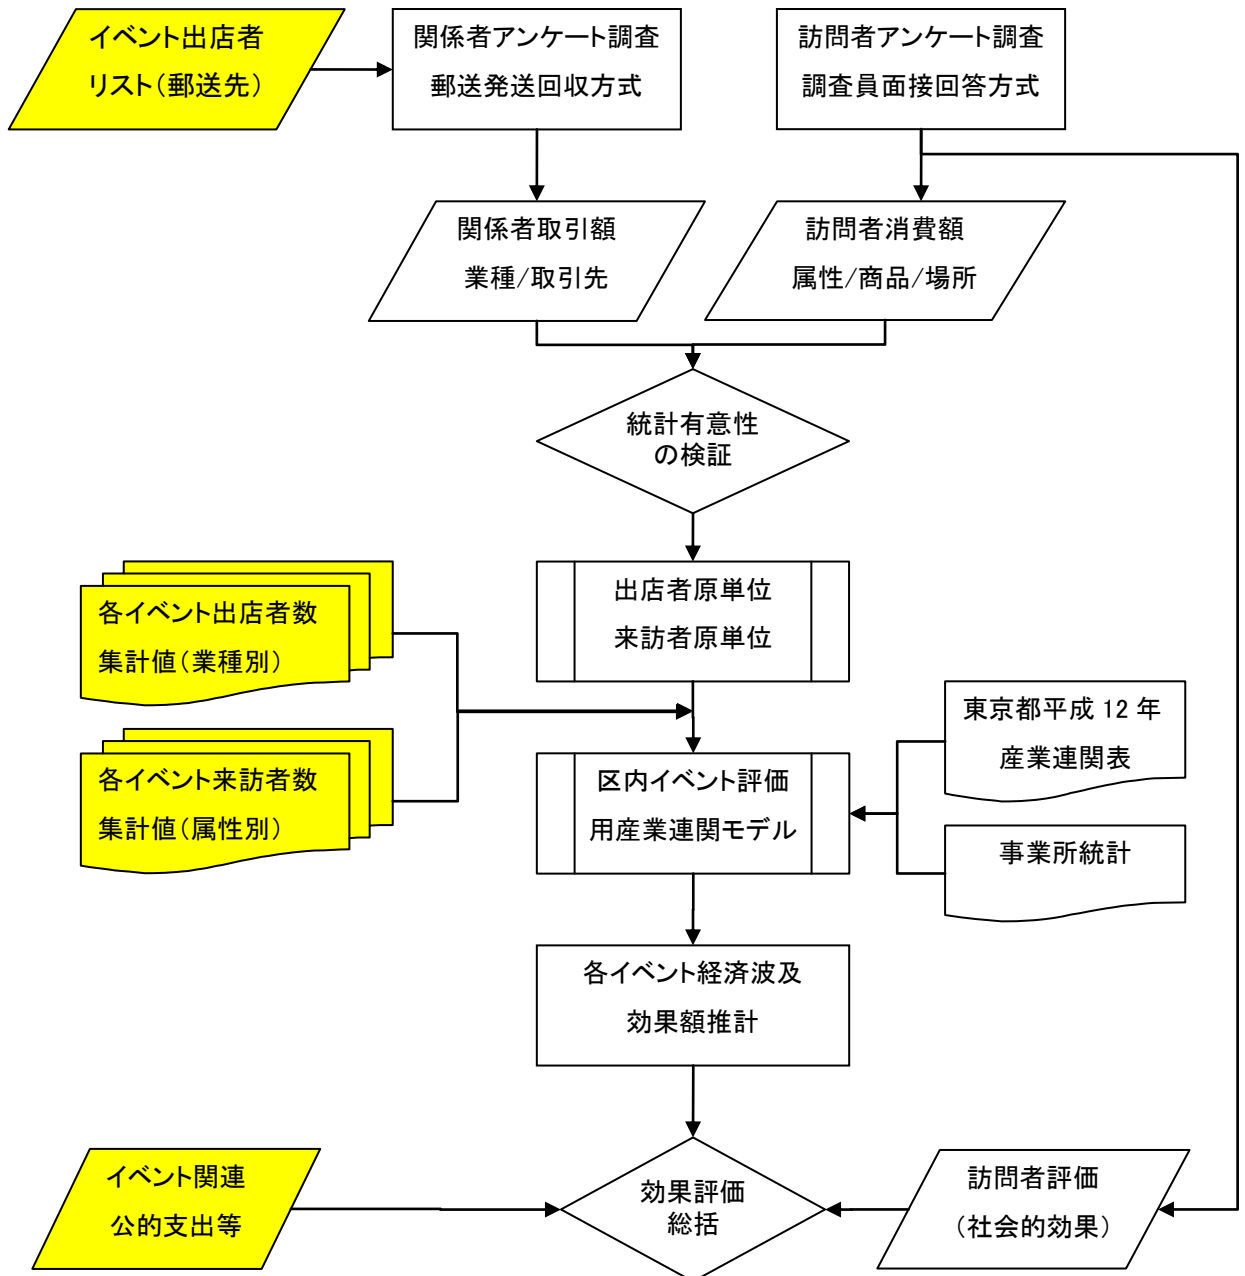 イベント出店者
リスト（郵送先）
関係者アンケート調査
郵送発送回収方式
訪問者アンケート調査
調査員面接回答方式
関係者取引額
業種/取引先
訪問者消費額
属性/商品/場所
統計有意性
の検証
出店者原単位
来訪者原単位
各イベント出店者数
集計値（業種別）
各イベント来訪者数
集計値（属性別）
区内イベント評価
用産業連関モデル
東京都平成 12 年
産業連関表
事業所統計
各イベント経済波及
効果額推計
イベント関連
公的支出等
効果評価
総括
訪問者評価
（社会的効果）